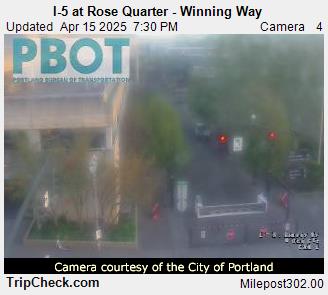 I-5 at Rose Quarter - Winning Way
Updated Apr 15 2025 7:30 PM Camera 4
PBOT
PORTLAND BUREAU OF TRANSPORTATION
Camera courtesy of the City of Portland
TripCheck.com Milepost302.00